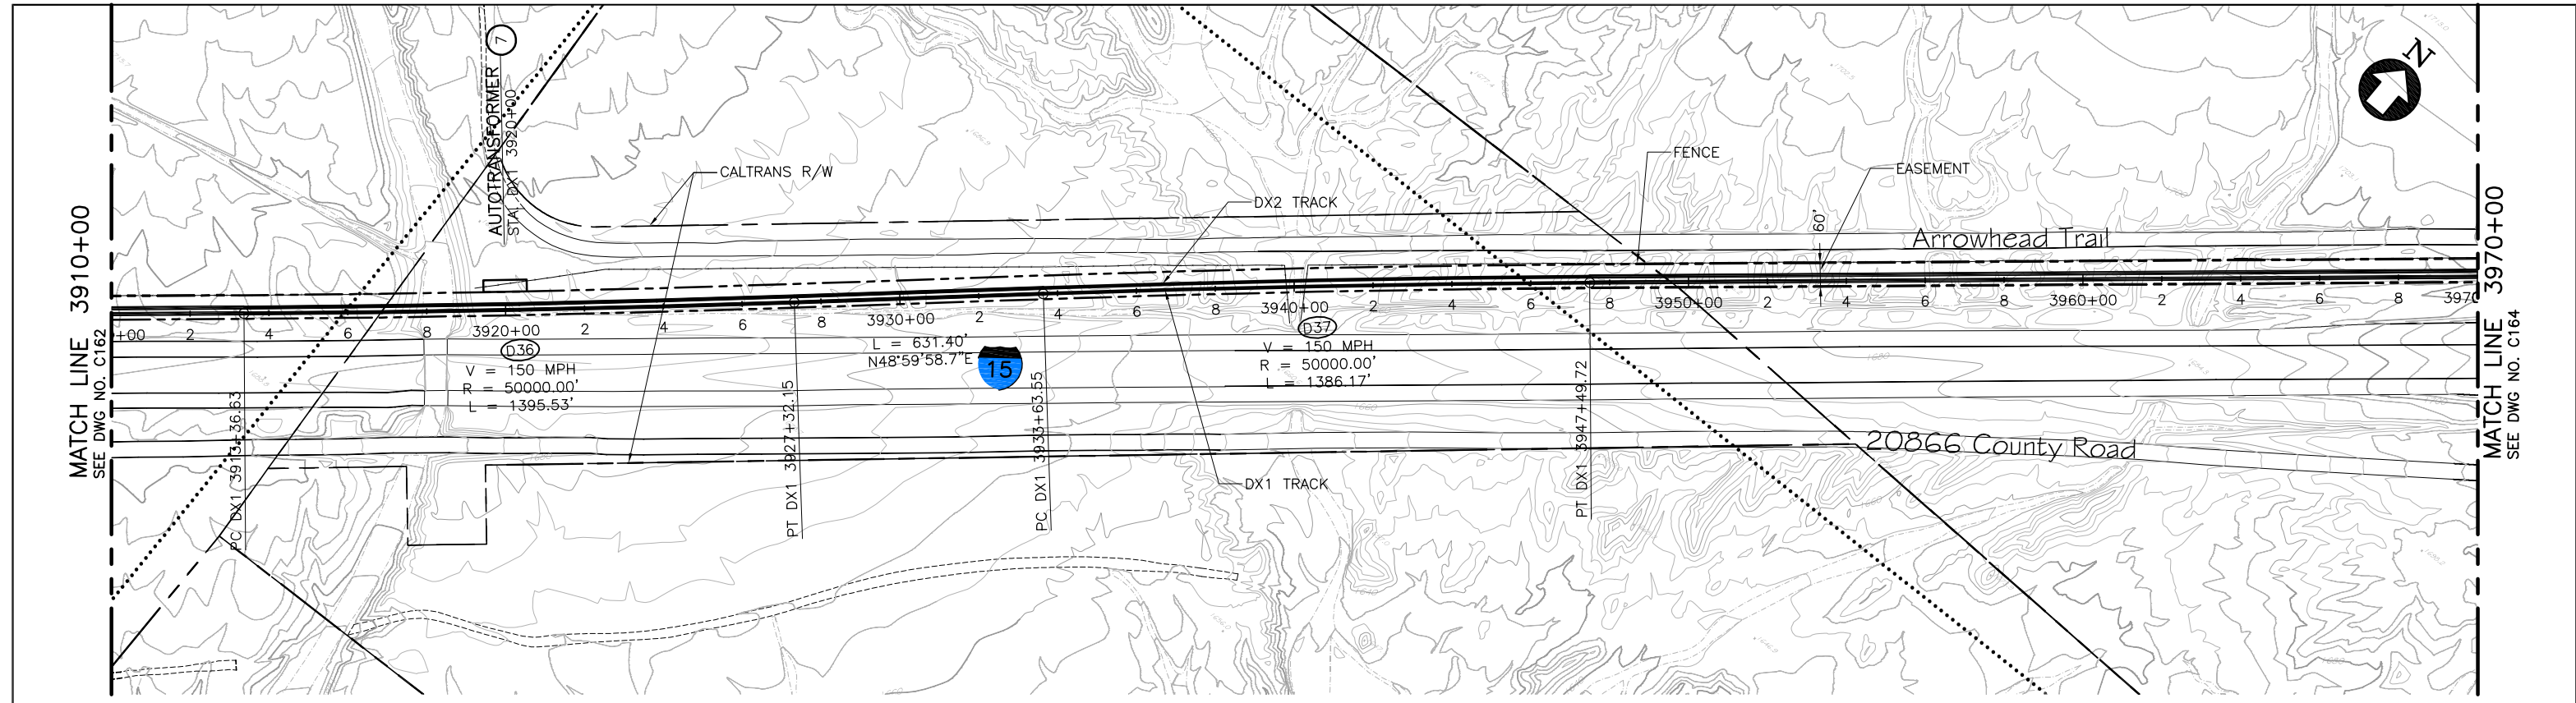 MATCH LINE 3910+00
SEE DWG NO. C162
7
AUTOTRANSFORMER
STA. DX1 3920+00
CALTRANS R/W
DX2 TRACK
FENCE
EASEMENT
60'
Arrowhead Trail
N
+00 2 4 6 8 3920+00 2 4 6 8 3930+00 2 4 6 8 3940+00 2 4 6 8 3950+00 2 4 6 8 3960+00 2 4 6 8 3970
D36
V = 150 MPH
R = 50000.00'
L = 1395.53'
L = 631.40'
N48°59'58.7"E
15
D37
V = 150 MPH
R = 50000.00'
L = 1386.17'
PC DX1 3913+36.63
PT DX1 3927+32.15
PC DX1 3933+63.55
PT DX1 3947+49.72
DX1 TRACK
20866 County Road
MATCH LINE 3970+00
SEE DWG NO. C164
1680
1660
1660